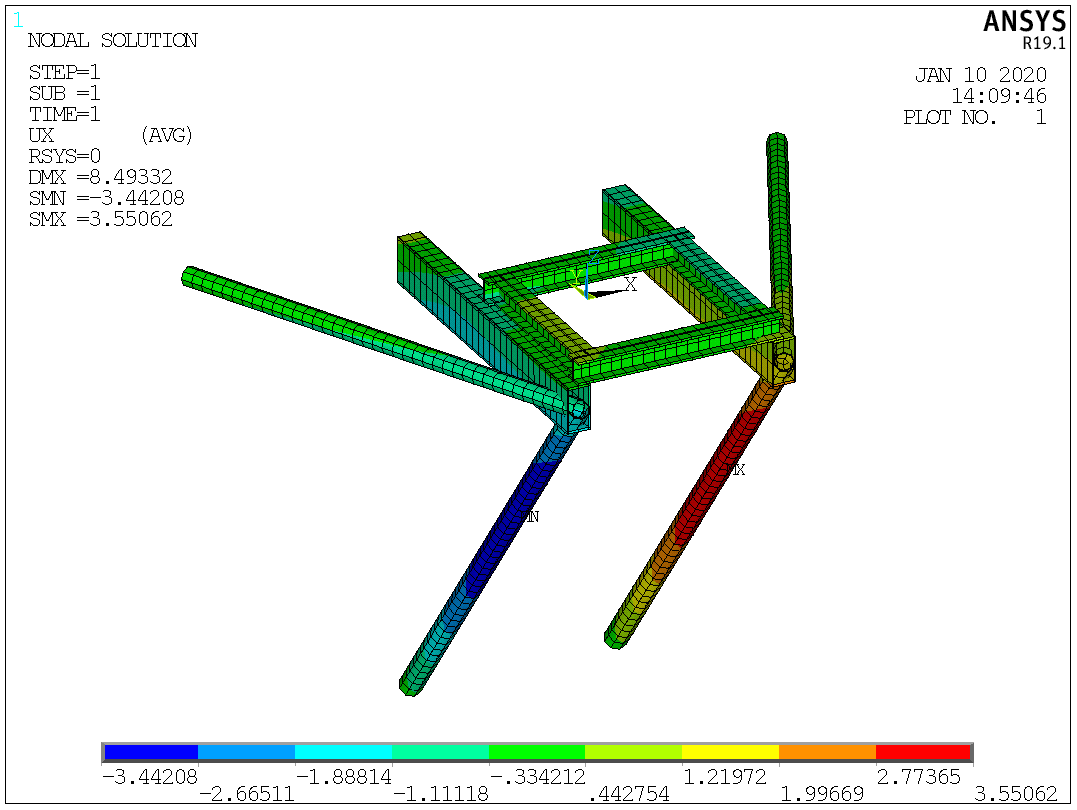 1
NODAL SOLUTION
STEP=1
SUB =1
TIME=1
UX (AVG)
RSYS=0
DMX =8.49332
SMN =-3.44208
SMX =3.55062
ANSYS
R19.1
JAN 10 2020
14:09:46
PLOT NO. 1
Z
Y
X
MX
MN
-3.44208 -1.88814 -.334212 1.21972 2.77365
-2.66511 -1.11118 .442754 1.99669 3.55062